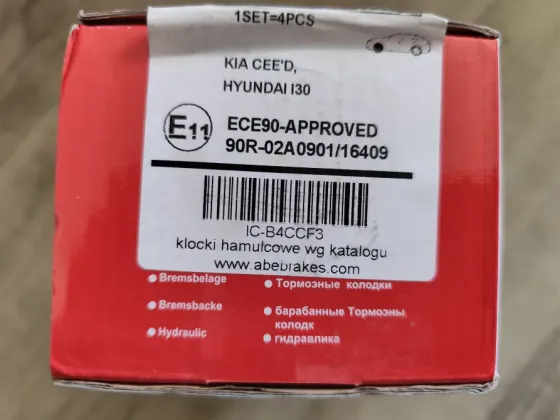 1SET=4PCS
KIA CEE'D,
HYUNDAI I30
E11
ECE90-APPROVED
90R-02A0901/16409
IC-B4CCF3
klocki hamulcowe wg katalogu
www.abebrakes.com
Bremsbelage
Bremsbacke
Hydraulic
Тормозные колодки
барабанные Тормозны
колодк
гидравлика